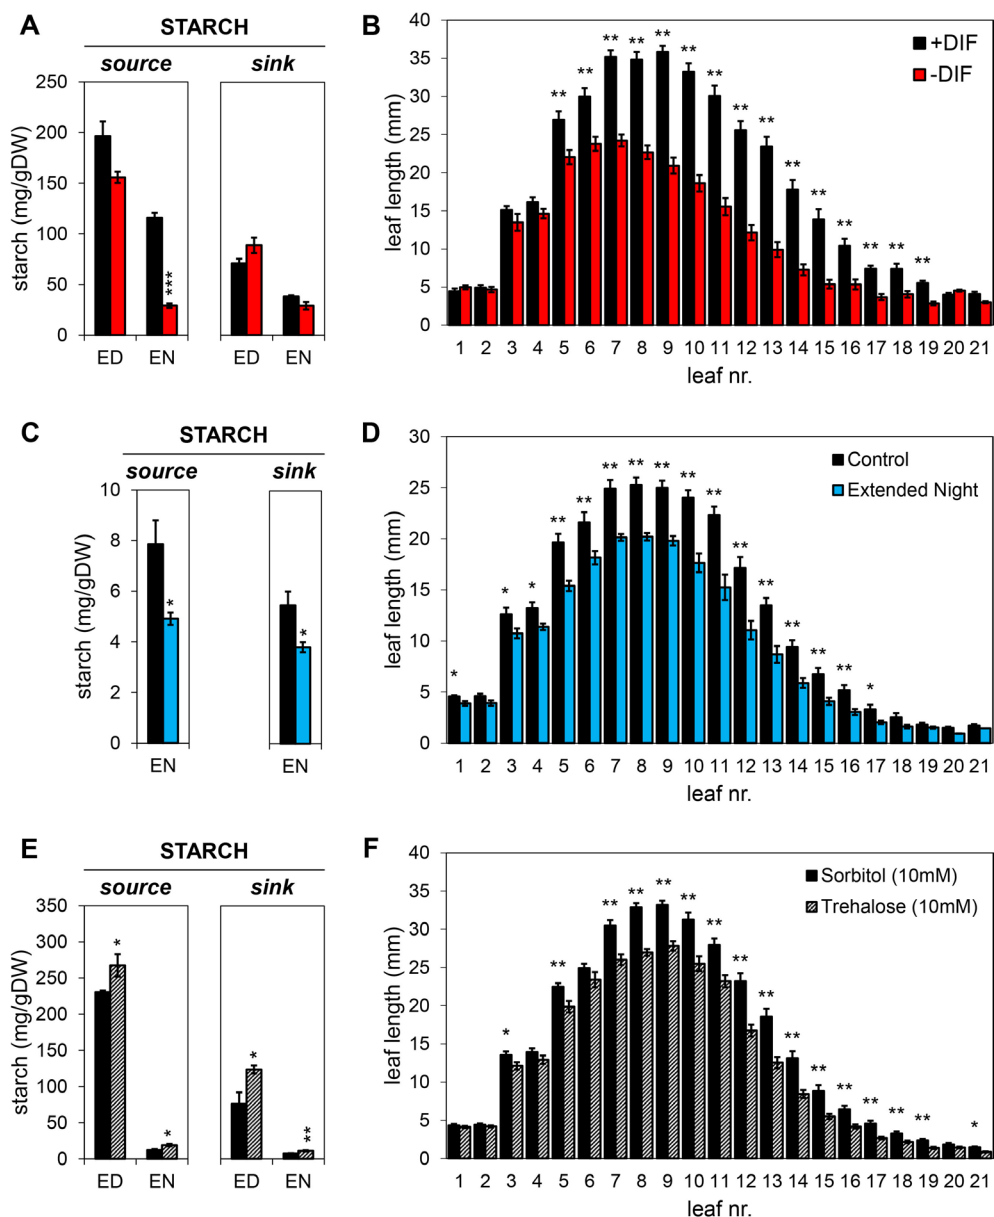 A
STARCH
source
sink
starch (mg/gDW)
250
200
150
100
50
0
***
ED
EN
ED
EN
B
leaf length (mm)
40
35
30
25
20
15
10
5
0
+DIF
-DIF
** ** ** ** ** ** ** ** ** ** ** ** ** ** **
1 2 3 4 5 6 7 8 9 10 11 12 13 14 15 16 17 18 19 20 21
leaf nr.
C
STARCH
source
sink
starch (mg/gDW)
10
8
6
4
2
0
*
*
EN
EN
D
leaf length (mm)
30
25
20
15
10
5
0
Control
Extended Night
* * * ** ** ** ** ** ** ** ** ** ** ** ** *
1 2 3 4 5 6 7 8 9 10 11 12 13 14 15 16 17 18 19 20 21
leaf nr.
E
STARCH
source
sink
starch (mg/gDW)
350
300
250
200
150
100
50
0
*
*
*
**
ED
EN
ED
EN
F
leaf length (mm)
40
35
30
25
20
15
10
5
0
Sorbitol (10mM)
Trehalose (10mM)
* ** ** ** ** ** ** ** ** ** ** ** ** ** ** *
1 2 3 4 5 6 7 8 9 10 11 12 13 14 15 16 17 18 19 20 21
leaf nr.